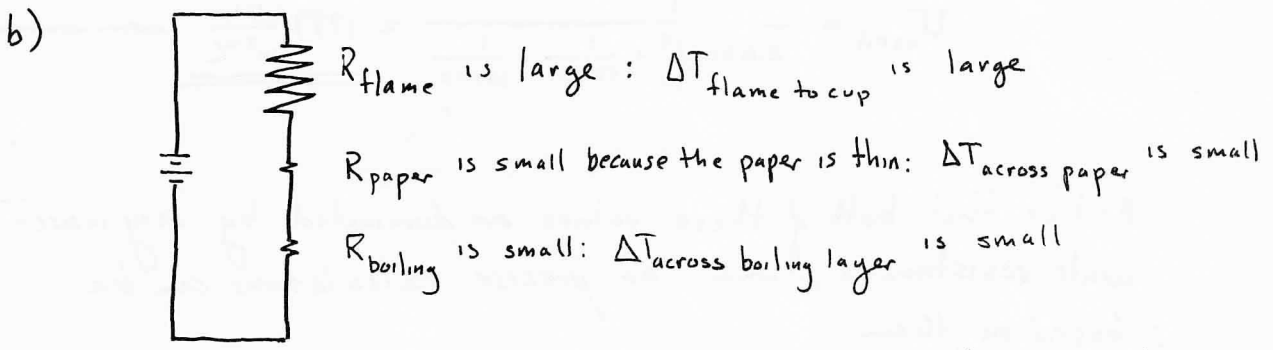 b)
R_flame is large : ΔT_flame to cup is large
R_paper is small because the paper is thin: ΔT_across paper is small
R_boiling is small: ΔT_across boiling layer is small